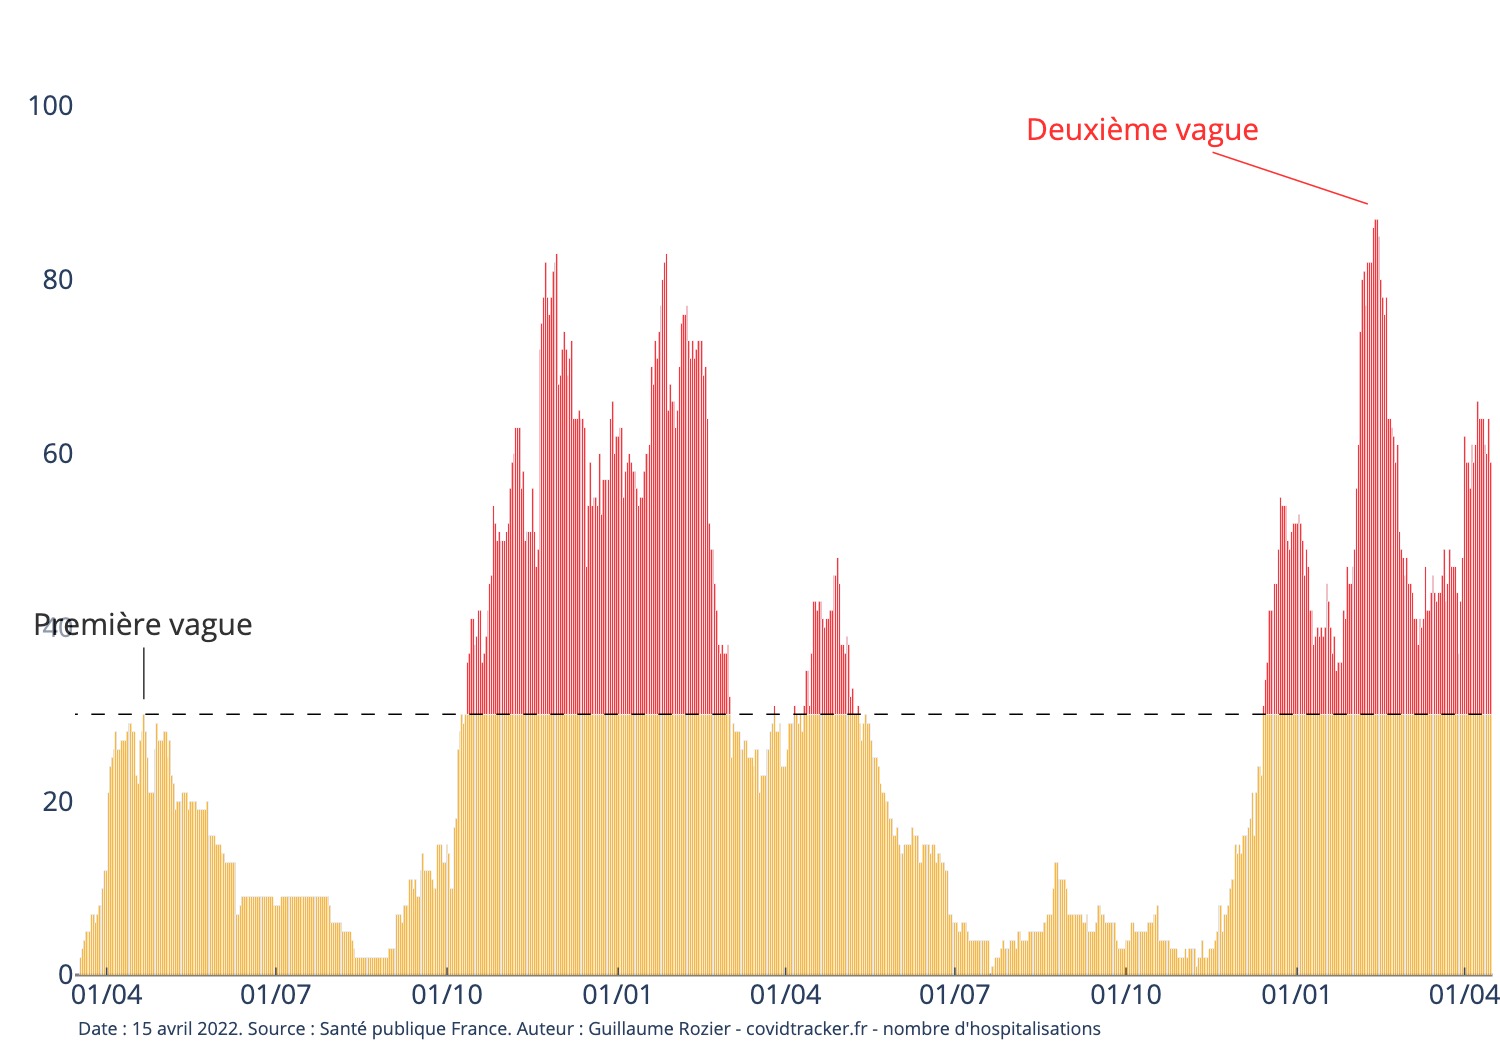 100
Deuxième vague
80
60
40
Première vague
20
0
01/04 01/07 01/10 01/01 01/04 01/07 01/10 01/01 01/04
Date : 15 avril 2022. Source : Santé publique France. Auteur : Guillaume Rozier - covidtracker.fr - nombre d'hospitalisations